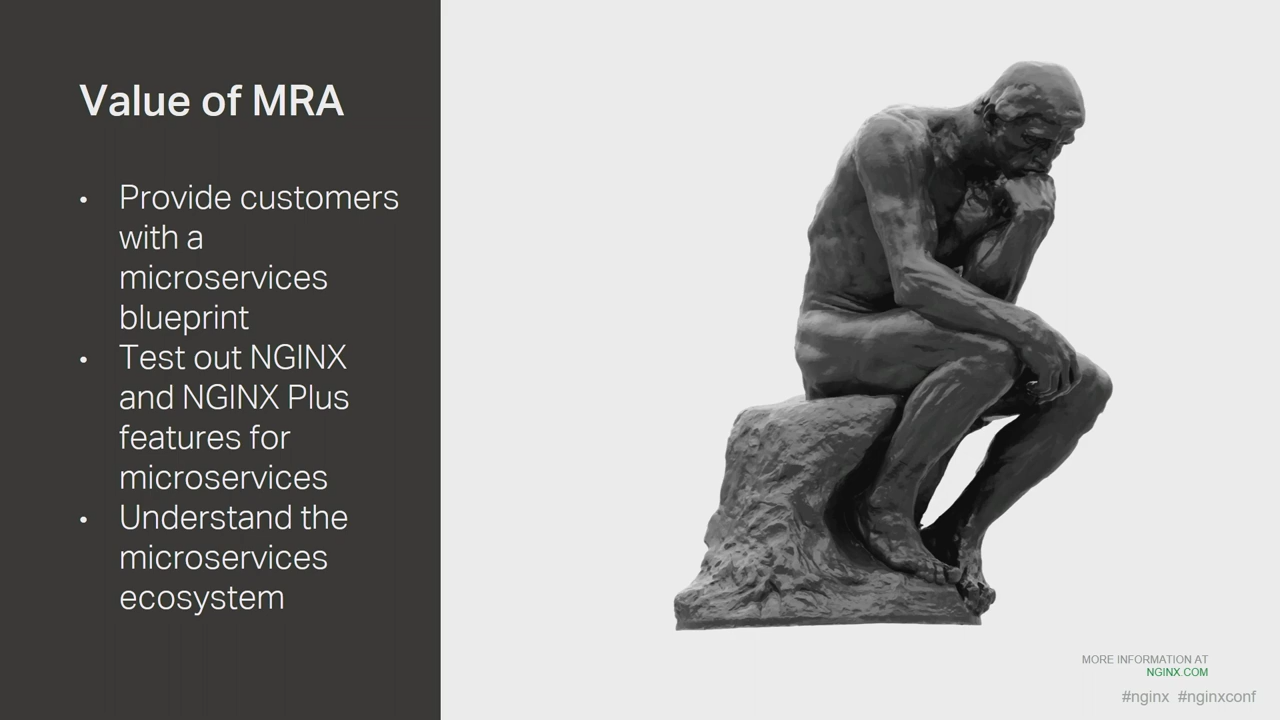 Value of MRA
• Provide customers
with a
microservices
blueprint
• Test out NGINX
and NGINX Plus
features for
microservices
• Understand the
microservices
ecosystem
MORE INFORMATION AT
NGINX.COM
#nginx #nginxconf